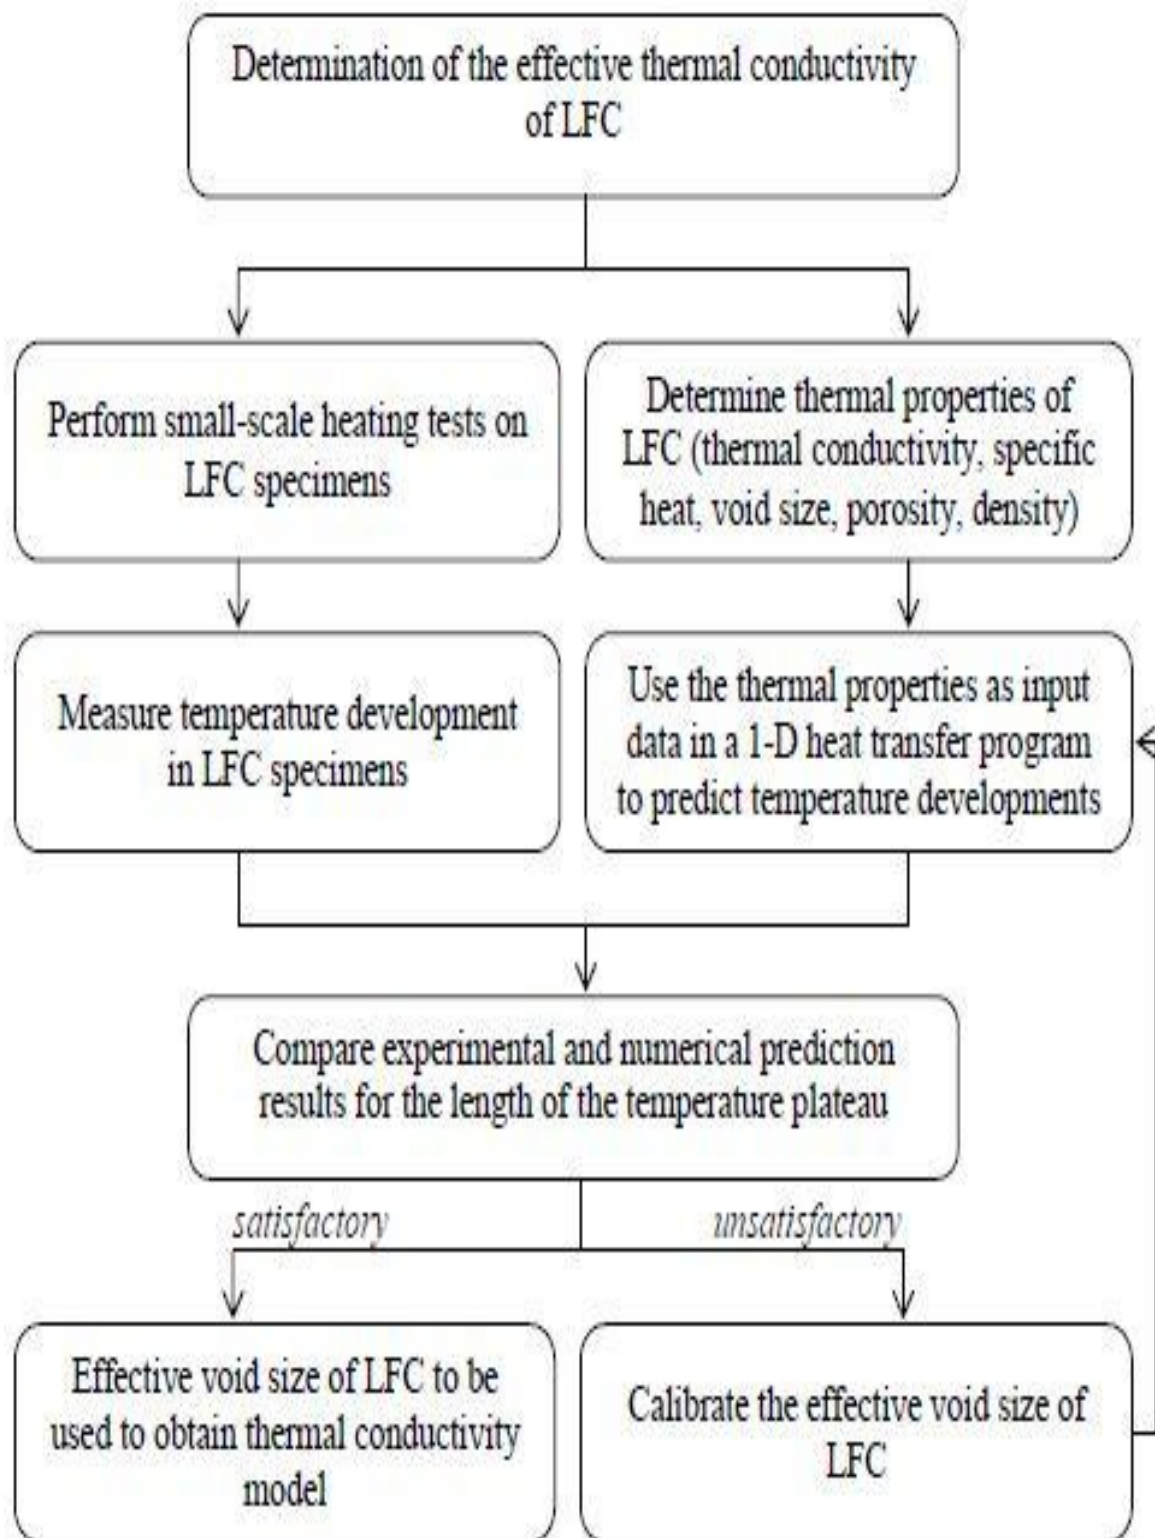 Determination of the effective thermal conductivity
of LFC
Perform small-scale heating tests on
LFC specimens
Determine thermal properties of
LFC (thermal conductivity, specific
heat, void size, porosity, density)
Measure temperature development
in LFC specimens
Use the thermal properties as input
data in a 1-D heat transfer program
to predict temperature developments
Compare experimental and numerical prediction
results for the length of the temperature plateau
satisfactory
unsatisfactory
Effective void size of LFC to be
used to obtain thermal conductivity
model
Calibrate the effective void size of
LFC